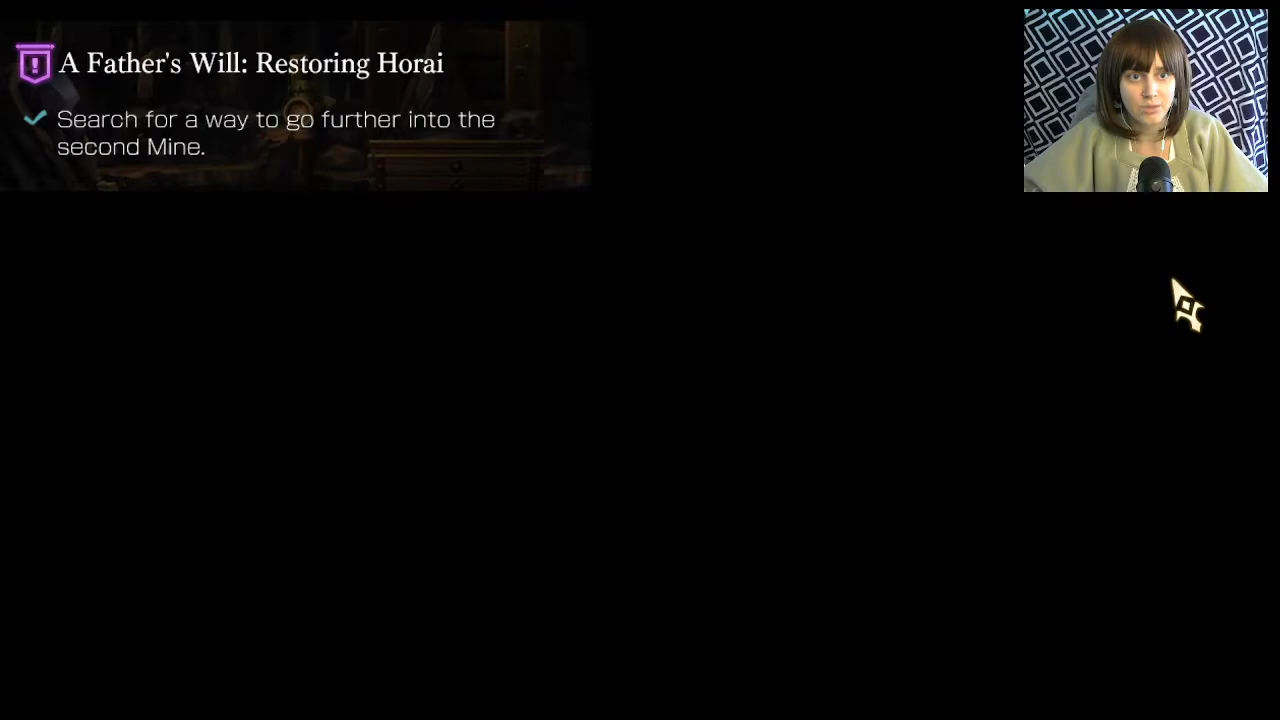 A Father's Will: Restoring Horai
Search for a way to go further into the
second Mine.